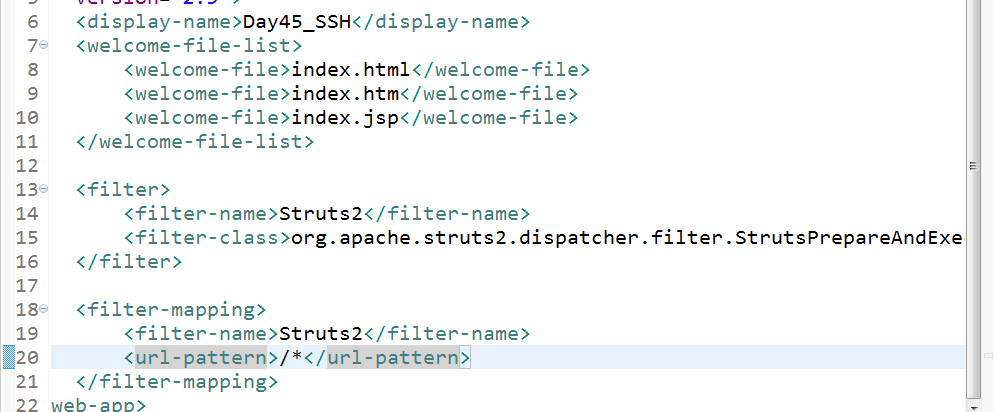 5 version="2.5">
6 <display-name>Day45_SSH</display-name>
7 <welcome-file-list>
8 <welcome-file>index.html</welcome-file>
9 <welcome-file>index.htm</welcome-file>
10 <welcome-file>index.jsp</welcome-file>
11 </welcome-file-list>
12
13 <filter>
14 <filter-name>Struts2</filter-name>
15 <filter-class>org.apache.struts2.dispatcher.filter.StrutsPrepareAndExe
16 </filter>
17
18 <filter-mapping>
19 <filter-name>Struts2</filter-name>
20 <url-pattern>/*</url-pattern>
21 </filter-mapping>
22 web-app>